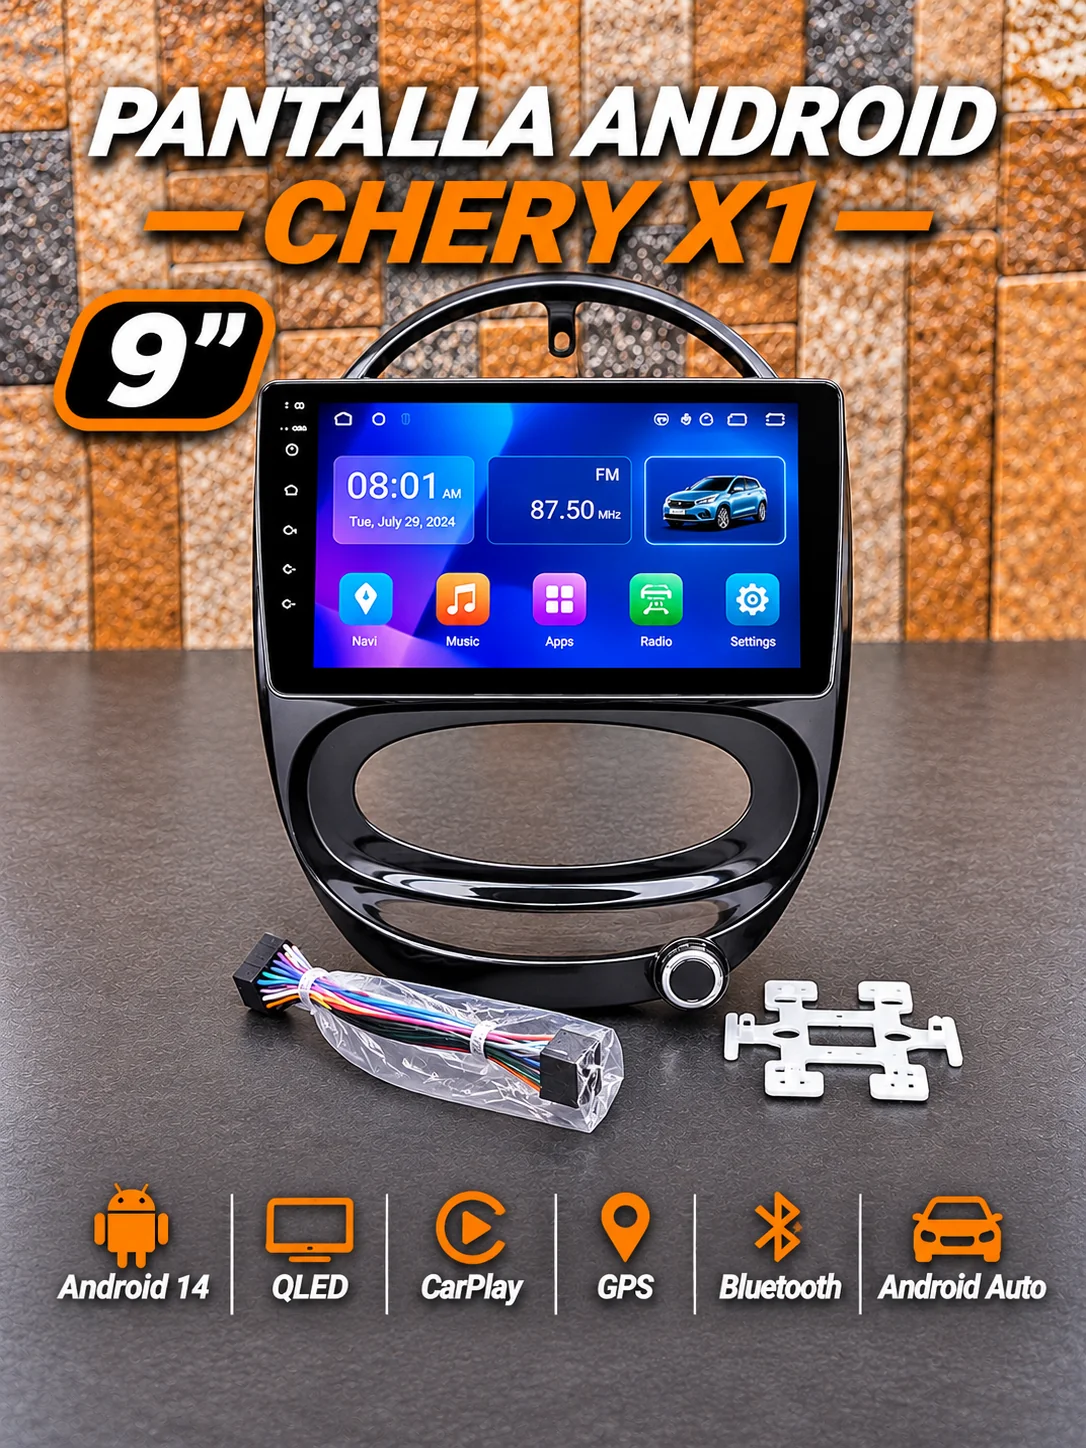 PANTALLA ANDROID
CHERY X1
9”
08:01 AM
Tue, July 29, 2024
FM
87.50 MHz
Navi
Music
Apps
Radio
Settings
Android 14
QLED
CarPlay
GPS
Bluetooth
Android Auto